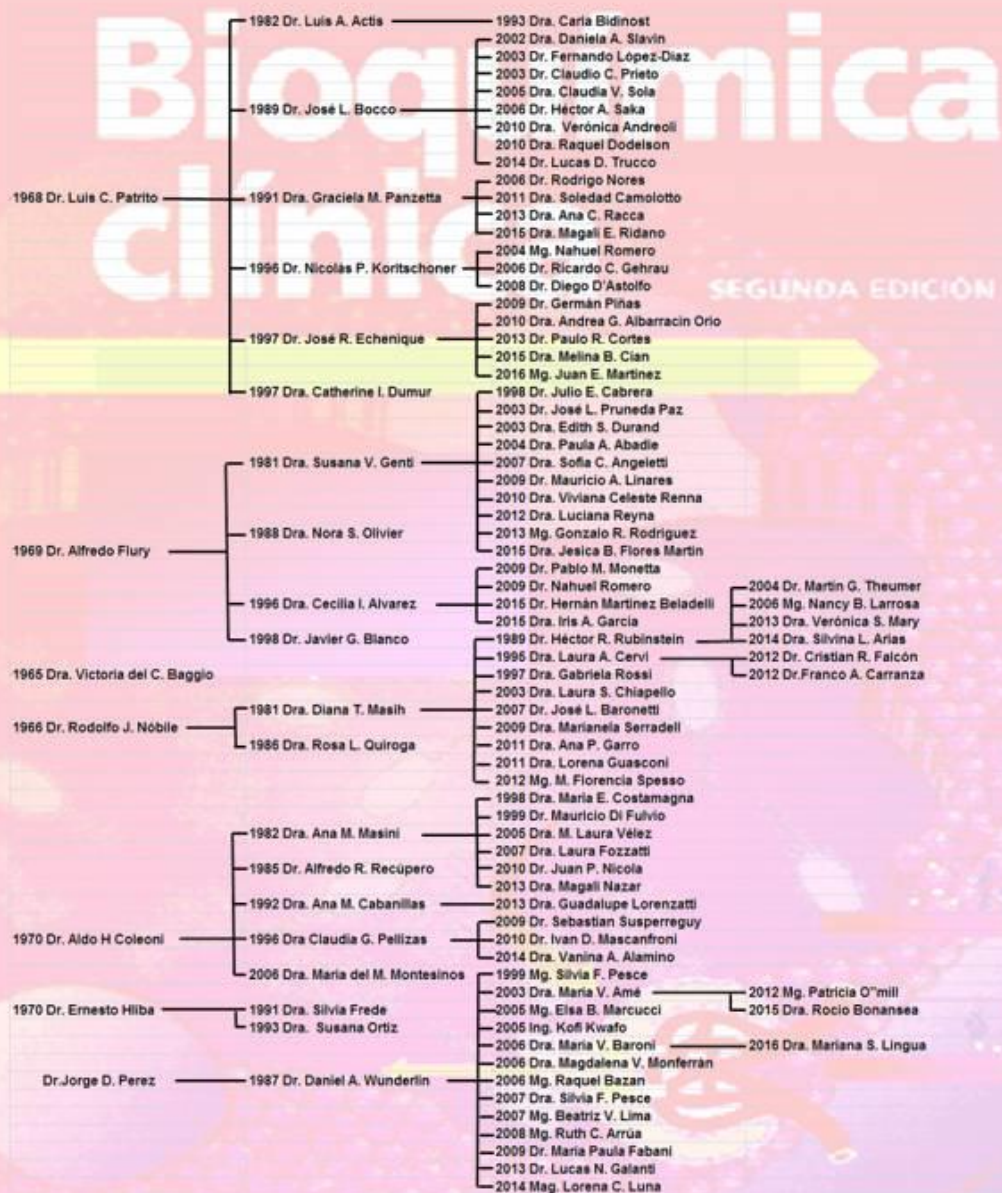 1982 Dr. Luis A. Actis
1993 Dra. Carla Bidinost
2002 Dra. Daniela A. Slavin
2003 Dr. Fernando López-Diaz
2003 Dr. Claudio C. Prieto
2005 Dra. Claudia V. Sola
1989 Dr. José L. Bocco
2006 Dr. Héctor A. Saka
2010 Dra. Verónica Andreoli
2010 Dra. Raquel Dodelson
2014 Dr. Lucas D. Trucco
1968 Dr. Luis C. Patrito
1991 Dra. Graciela M. Panzetta
2006 Dr. Rodrigo Nores
2011 Dra. Soledad Camolotto
2013 Dra. Ana C. Racca
2015 Dra. Magalí E. Ridano
1996 Dr. Nicolás P. Koritschoner
2004 Mg. Nahuel Romero
2006 Dr. Ricardo C. Gehrau
2008 Dr. Diego D'Astolfo
1997 Dr. José R. Echenique
2009 Dr. Germán Piñas
2010 Dra. Andrea G. Albarracin Orio
2013 Dr. Paulo R. Cortes
2015 Dra. Melina B. Cian
2016 Mg. Juan E. Martinez
1997 Dra. Catherine I. Dumur
Bioquímica
clínica
SEGUNDA EDICIÓN
1998 Dr. Julio E. Cabrera
2003 Dr. José L. Pruneda Paz
2003 Dra. Edith S. Durand
2004 Dra. Paula A. Abadie
1981 Dra. Susana V. Genti
2007 Dra. Sofia C. Angeletti
2009 Dr. Mauricio A. Linares
2010 Dra. Viviana Celeste Renna
2012 Dra. Luciana Reyna
2013 Mg. Gonzalo R. Rodriguez
2015 Dra. Jesica B. Flores Martin
1988 Dra. Nora S. Olivier
1969 Dr. Alfredo Flury
1996 Dra. Cecilia I. Alvarez
2009 Dr. Pablo M. Monetta
2009 Dr. Nahuel Romero
2015 Dr. Hernán Martinez Beladelli
2015 Dra. Iris A. García
1998 Dr. Javier G. Blanco
1965 Dra. Victoria del C. Baggio
1966 Dr. Rodolfo J. Nóbile
1981 Dra. Diana T. Masih
1986 Dra. Rosa L. Quiroga
1989 Dr. Héctor R. Rubinstein
2004 Dr. Martin G. Theumer
2006 Mg. Nancy B. Larrosa
2013 Dra. Verónica S. Mary
2014 Dra. Silvina L. Arias
1995 Dra. Laura A. Cervi
2012 Dr. Cristian R. Falcón
2012 Dr.Franco A. Carranza
1997 Dra. Gabriela Rossi
2003 Dra. Laura S. Chiapello
2007 Dr. José L. Baronetti
2009 Dra. Marianela Serradell
2011 Dra. Ana P. Garro
2011 Dra. Lorena Guasconi
2012 Mg. M. Florencia Spesso
1970 Dr. Aldo H Coleoni
1982 Dra. Ana M. Masini
1998 Dra. Maria E. Costamagna
1999 Dr. Mauricio Di Fulvio
2005 Dra. M. Laura Vélez
2007 Dra. Laura Fozzatti
2010 Dr. Juan P. Nicola
2013 Dra. Magalí Nazar
1985 Dr. Alfredo R. Recúpero
1992 Dra. Ana M. Cabanillas
2013 Dra. Guadalupe Lorenzatti
1996 Dra Claudia G. Pellizas
2009 Dr. Sebastian Susperreguy
2010 Dr. Ivan D. Mascanfroni
2014 Dra. Vanina A. Alamino
2006 Dra. Maria del M. Montesinos
1970 Dr. Ernesto Hliba
1991 Dra. Silvia Frede
1993 Dra. Susana Ortiz
Dr.Jorge D. Perez
1987 Dr. Daniel A. Wunderlin
1999 Mg. Silvia F. Pesce
2003 Dra. Maria V. Amé
2012 Mg. Patricia O"mill
2015 Dra. Rocío Bonansea
2005 Mg. Elsa B. Marcucci
2005 Ing. Kofi Kwafo
2006 Dra. Maria V. Baroni
2016 Dra. Mariana S. Lingua
2006 Dra. Magdalena V. Monferrán
2006 Mg. Raquel Bazan
2007 Dra. Silvia F. Pesce
2007 Mg. Beatriz V. Lima
2008 Mg. Ruth C. Arrúa
2009 Dr. Maria Paula Fabani
2013 Dr. Lucas N. Galanti
2014 Mag. Lorena C. Luna